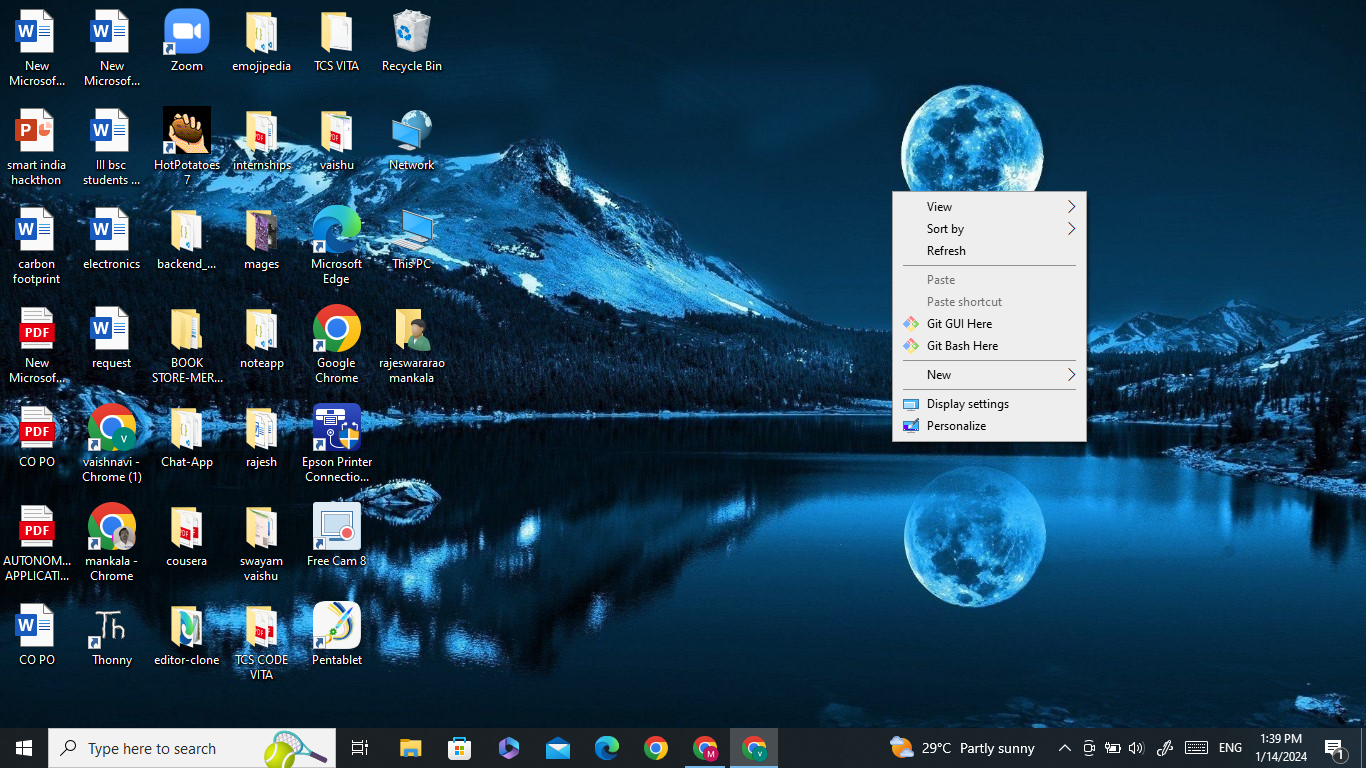 New
Microsof...
New
Microsof...
Zoom
emojipedia
TCS VITA
Recycle Bin
smart india
hackthon
III bsc
students ...
HotPotatoes
7
internships
vaishu
Network
carbon
footprint
electronics
backend_...
mages
Microsoft
Edge
This PC
New
Microsof...
request
BOOK
STORE-MER...
noteapp
Google
Chrome
rajeswararao
mankala
CO PO
vaishnavi -
Chrome (1)
Chat-App
rajesh
Epson Printer
Connectio...
AUTONOM...
APPLICATI...
mankala -
Chrome
cousera
swayam
vaishu
Free Cam 8
CO PO
Thonny
editor-clone
TCS CODE
VITA
Pentablet
View
Sort by
Refresh
Paste
Paste shortcut
Git GUI Here
Git Bash Here
New
Display settings
Personalize
Type here to search
29°C Partly sunny
ENG
1:39 PM
1/14/2024
1